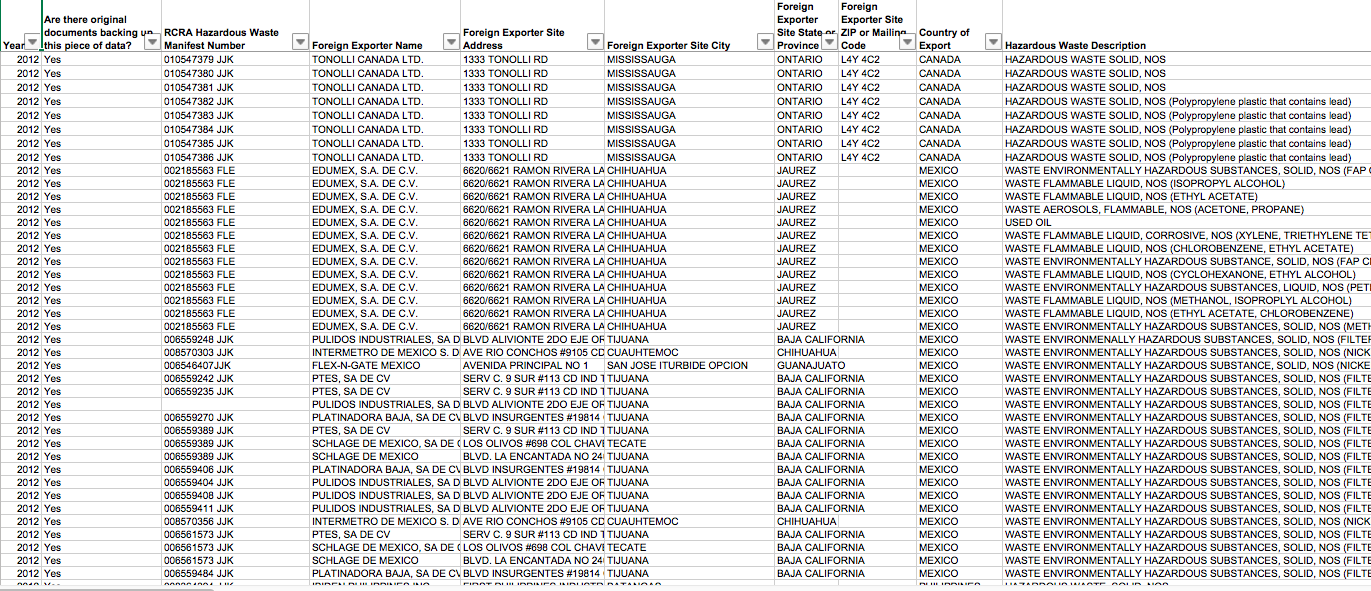 Year
Are there original documents backing up this piece of data?
RCRA Hazardous Waste Manifest Number
Foreign Exporter Name
Foreign Exporter Site Address
Foreign Exporter Site City
Foreign Exporter Site State or Province
Foreign Exporter Site ZIP or Mailing Code
Country of Export
Hazardous Waste Description
2012 Yes 010547379 JJK TONOLLI CANADA LTD. 1333 TONOLLI RD MISSISSAUGA ONTARIO L4Y 4C2 CANADA HAZARDOUS WASTE SOLID, NOS
2012 Yes 010547380 JJK TONOLLI CANADA LTD. 1333 TONOLLI RD MISSISSAUGA ONTARIO L4Y 4C2 CANADA HAZARDOUS WASTE SOLID, NOS
2012 Yes 010547381 JJK TONOLLI CANADA LTD. 1333 TONOLLI RD MISSISSAUGA ONTARIO L4Y 4C2 CANADA HAZARDOUS WASTE SOLID, NOS
2012 Yes 010547382 JJK TONOLLI CANADA LTD. 1333 TONOLLI RD MISSISSAUGA ONTARIO L4Y 4C2 CANADA HAZARDOUS WASTE SOLID, NOS (Polypropylene plastic that contains lead)
2012 Yes 010547383 JJK TONOLLI CANADA LTD. 1333 TONOLLI RD MISSISSAUGA ONTARIO L4Y 4C2 CANADA HAZARDOUS WASTE SOLID, NOS (Polypropylene plastic that contains lead)
2012 Yes 010547384 JJK TONOLLI CANADA LTD. 1333 TONOLLI RD MISSISSAUGA ONTARIO L4Y 4C2 CANADA HAZARDOUS WASTE SOLID, NOS (Polypropylene plastic that contains lead)
2012 Yes 010547385 JJK TONOLLI CANADA LTD. 1333 TONOLLI RD MISSISSAUGA ONTARIO L4Y 4C2 CANADA HAZARDOUS WASTE SOLID, NOS (Polypropylene plastic that contains lead)
2012 Yes 010547386 JJK TONOLLI CANADA LTD. 1333 TONOLLI RD MISSISSAUGA ONTARIO L4Y 4C2 CANADA HAZARDOUS WASTE SOLID, NOS (Polypropylene plastic that contains lead)
2012 Yes 002185563 FLE EDUMEX, S.A. DE C.V. 6620/6621 RAMON RIVERA LA CHIHUAHUA JAUREZ MEXICO WASTE ENVIRONMENTALLY HAZARDOUS SUBSTANCES, SOLID, NOS (FAP
2012 Yes 002185563 FLE EDUMEX, S.A. DE C.V. 6620/6621 RAMON RIVERA LA CHIHUAHUA JAUREZ MEXICO WASTE FLAMMABLE LIQUID, NOS (ISOPROPYL ALCOHOL)
2012 Yes 002185563 FLE EDUMEX, S.A. DE C.V. 6620/6621 RAMON RIVERA LA CHIHUAHUA JAUREZ MEXICO WASTE FLAMMABLE LIQUID, NOS (ETHYL ACETATE)
2012 Yes 002185563 FLE EDUMEX, S.A. DE C.V. 6620/6621 RAMON RIVERA LA CHIHUAHUA JAUREZ MEXICO WASTE AEROSOLS, FLAMMABLE, NOS (ACETONE, PROPANE)
2012 Yes 002185563 FLE EDUMEX, S.A. DE C.V. 6620/6621 RAMON RIVERA LA CHIHUAHUA JAUREZ MEXICO USED OIL
2012 Yes 002185563 FLE EDUMEX, S.A. DE C.V. 6620/6621 RAMON RIVERA LA CHIHUAHUA JAUREZ MEXICO WASTE FLAMMABLE LIQUID, CORROSIVE, NOS (XYLENE, TRIETHYLENE TET
2012 Yes 002185563 FLE EDUMEX, S.A. DE C.V. 6620/6621 RAMON RIVERA LA CHIHUAHUA JAUREZ MEXICO WASTE FLAMMABLE LIQUID, NOS (CHLOROBENZENE, ETHYL ACETATE)
2012 Yes 002185563 FLE EDUMEX, S.A. DE C.V. 6620/6621 RAMON RIVERA LA CHIHUAHUA JAUREZ MEXICO WASTE ENVIRONMENTALLY HAZARDOUS SUBSTANCE, SOLID, NOS (FAP C
2012 Yes 002185563 FLE EDUMEX, S.A. DE C.V. 6620/6621 RAMON RIVERA LA CHIHUAHUA JAUREZ MEXICO WASTE FLAMMABLE LIQUID, NOS (CYCLOHEXANONE, ETHYL ALCOHOL)
2012 Yes 002185563 FLE EDUMEX, S.A. DE C.V. 6620/6621 RAMON RIVERA LA CHIHUAHUA JAUREZ MEXICO WASTE ENVIRONMENTALLY HAZARDOUS SUBSTANCES, LIQUID, NOS (PET
2012 Yes 002185563 FLE EDUMEX, S.A. DE C.V. 6620/6621 RAMON RIVERA LA CHIHUAHUA JAUREZ MEXICO WASTE FLAMMABLE LIQUID, NOS (METHANOL, ISOPROPLYL ALCOHOL)
2012 Yes 002185563 FLE EDUMEX, S.A. DE C.V. 6620/6621 RAMON RIVERA LA CHIHUAHUA JAUREZ MEXICO WASTE FLAMMABLE LIQUID, NOS (ETHYL ACETATE, CHLOROBENZENE)
2012 Yes 002185563 FLE EDUMEX, S.A. DE C.V. 6620/6621 RAMON RIVERA LA CHIHUAHUA JAUREZ MEXICO WASTE ENVIRONMENTALLY HAZARDOUS SUBSTANCES, SOLID, NOS (METH
2012 Yes 006559248 JJK PULIDOS INDUSTRIALES, SA D BLVD ALIVIONTE 2DO EJE OR TIJUANA BAJA CALIFORNIA MEXICO WASTE ENVIRONMENALLY HAZARDOUS SUBSTANCES, SOLID, NOS (FILTER
2012 Yes 008570303 JJK INTERMETRO DE MEXICO S. D AVE RIO CONCHOS #9105 CD CUAUHTEMOC CHIHUAHUA MEXICO WASTE ENVIRONMENTALLY HAZARDOUS SUBSTANCES, SOLID, NOS (NICK
2012 Yes 006546407JJK FLEX-N-GATE MEXICO AVENIDA PRINCIPAL NO 1 SAN JOSE ITURBIDE OPCION GUANAJUATO MEXICO WASTE ENVIRONMENTALLY HAZARDOUS SUBSTANCE, SOLID, NOS (NICKE
2012 Yes 006559242 JJK PTES, SA DE CV SERV C. 9 SUR #113 CD IND T TIJUANA BAJA CALIFORNIA MEXICO WASTE ENVIRONMENTALLY HAZARDOUS SUBSTANCES, SOLID, NOS (FILTE
2012 Yes 006559235 JJK PTES, SA DE CV SERV C. 9 SUR #113 CD IND T TIJUANA BAJA CALIFORNIA MEXICO WASTE ENVIRONMENTALLY HAZARDOUS SUBSTANCES, SOLID, NOS (FILTE
2012 Yes PULIDOS INDUSTRIALES, SA D BLVD ALIVIONTE 2DO EJE OR TIJUANA BAJA CALIFORNIA MEXICO WASTE ENVIRONMENTALLY HAZARDOUS SUBSTANCES, SOLID, NOS (FILTE
2012 Yes 006559270 JJK PLATINADORA BAJA, SA DE CV BLVD INSURGENTES #19814 TIJUANA BAJA CALIFORNIA MEXICO WASTE ENVIRONMENTALLY HAZARDOUS SUBSTANCES, SOLID, NOS (FILTE
2012 Yes 006559389 JJK PTES, SA DE CV SERV C. 9 SUR #113 CD IND T TIJUANA BAJA CALIFORNIA MEXICO WASTE ENVIRONMENTALLY HAZARDOUS SUBSTANCES, SOLID, NOS (FILTE
2012 Yes 006559389 JJK SCHLAGE DE MEXICO, SA DE LOS OLIVOS #698 COL CHAV TECATE BAJA CALIFORNIA MEXICO WASTE ENVIRONMENTALLY HAZARDOUS SUBSTANCES, SOLID, NOS (FILTE
2012 Yes 006559389 JJK SCHLAGE DE MEXICO BLVD. LA ENCANTADA NO 24 TIJUANA BAJA CALIFORNIA MEXICO WASTE ENVIRONMENTALLY HAZARDOUS SUBSTANCES, SOLID, NOS (FILTE
2012 Yes 006559406 JJK PLATINADORA BAJA, SA DE CV BLVD INSURGENTES #19814 TIJUANA BAJA CALIFORNIA MEXICO WASTE ENVIRONMENTALLY HAZARDOUS SUBSTANCES, SOLID, NOS (FILTE
2012 Yes 006559404 JJK PULIDOS INDUSTRIALES, SA D BLVD ALIVIONTE 2DO EJE OR TIJUANA BAJA CALIFORNIA MEXICO WASTE ENVIRONMENTALLY HAZARDOUS SUBSTANCES, SOLID, NOS (FILTE
2012 Yes 006559408 JJK PULIDOS INDUSTRIALES, SA D BLVD ALIVIONTE 2DO EJE OR TIJUANA BAJA CALIFORNIA MEXICO WASTE ENVIRONMENTALLY HAZARDOUS SUBSTANCES, SOLID, NOS (FILTE
2012 Yes 006559411 JJK PULIDOS INDUSTRIALES, SA D BLVD ALIVIONTE 2DO EJE OR TIJUANA BAJA CALIFORNIA MEXICO WASTE ENVIRONMENTALLY HAZARDOUS SUBSTANCES, SOLID, NOS (FILTE
2012 Yes 008570356 JJK INTERMETRO DE MEXICO S. D AVE RIO CONCHOS #9105 CD CUAUHTEMOC CHIHUAHUA MEXICO WASTE ENVIRONMENTALLY HAZARDOUS SUBSTANCES, SOLID, NOS (NICK
2012 Yes 006561573 JJK PTES, SA DE CV SERV C. 9 SUR #113 CD IND T TIJUANA BAJA CALIFORNIA MEXICO WASTE ENVIRONMENTALLY HAZARDOUS SUBSTANCES, SOLID, NOS (FILTE
2012 Yes 006561573 JJK SCHLAGE DE MEXICO, SA DE LOS OLIVOS #698 COL CHAV TECATE BAJA CALIFORNIA MEXICO WASTE ENVIRONMENTALLY HAZARDOUS SUBSTANCES, SOLID, NOS (FILTE
2012 Yes 006561573 JJK SCHLAGE DE MEXICO BLVD. LA ENCANTADA NO 24 TIJUANA BAJA CALIFORNIA MEXICO WASTE ENVIRONMENTALLY HAZARDOUS SUBSTANCES, SOLID, NOS (FILTE
2012 Yes 006559484 JJK PLATINADORA BAJA, SA DE CV BLVD INSURGENTES #19814 TIJUANA BAJA CALIFORNIA MEXICO WASTE ENVIRONMENTALLY HAZARDOUS SUBSTANCES, SOLID, NOS (FILTE